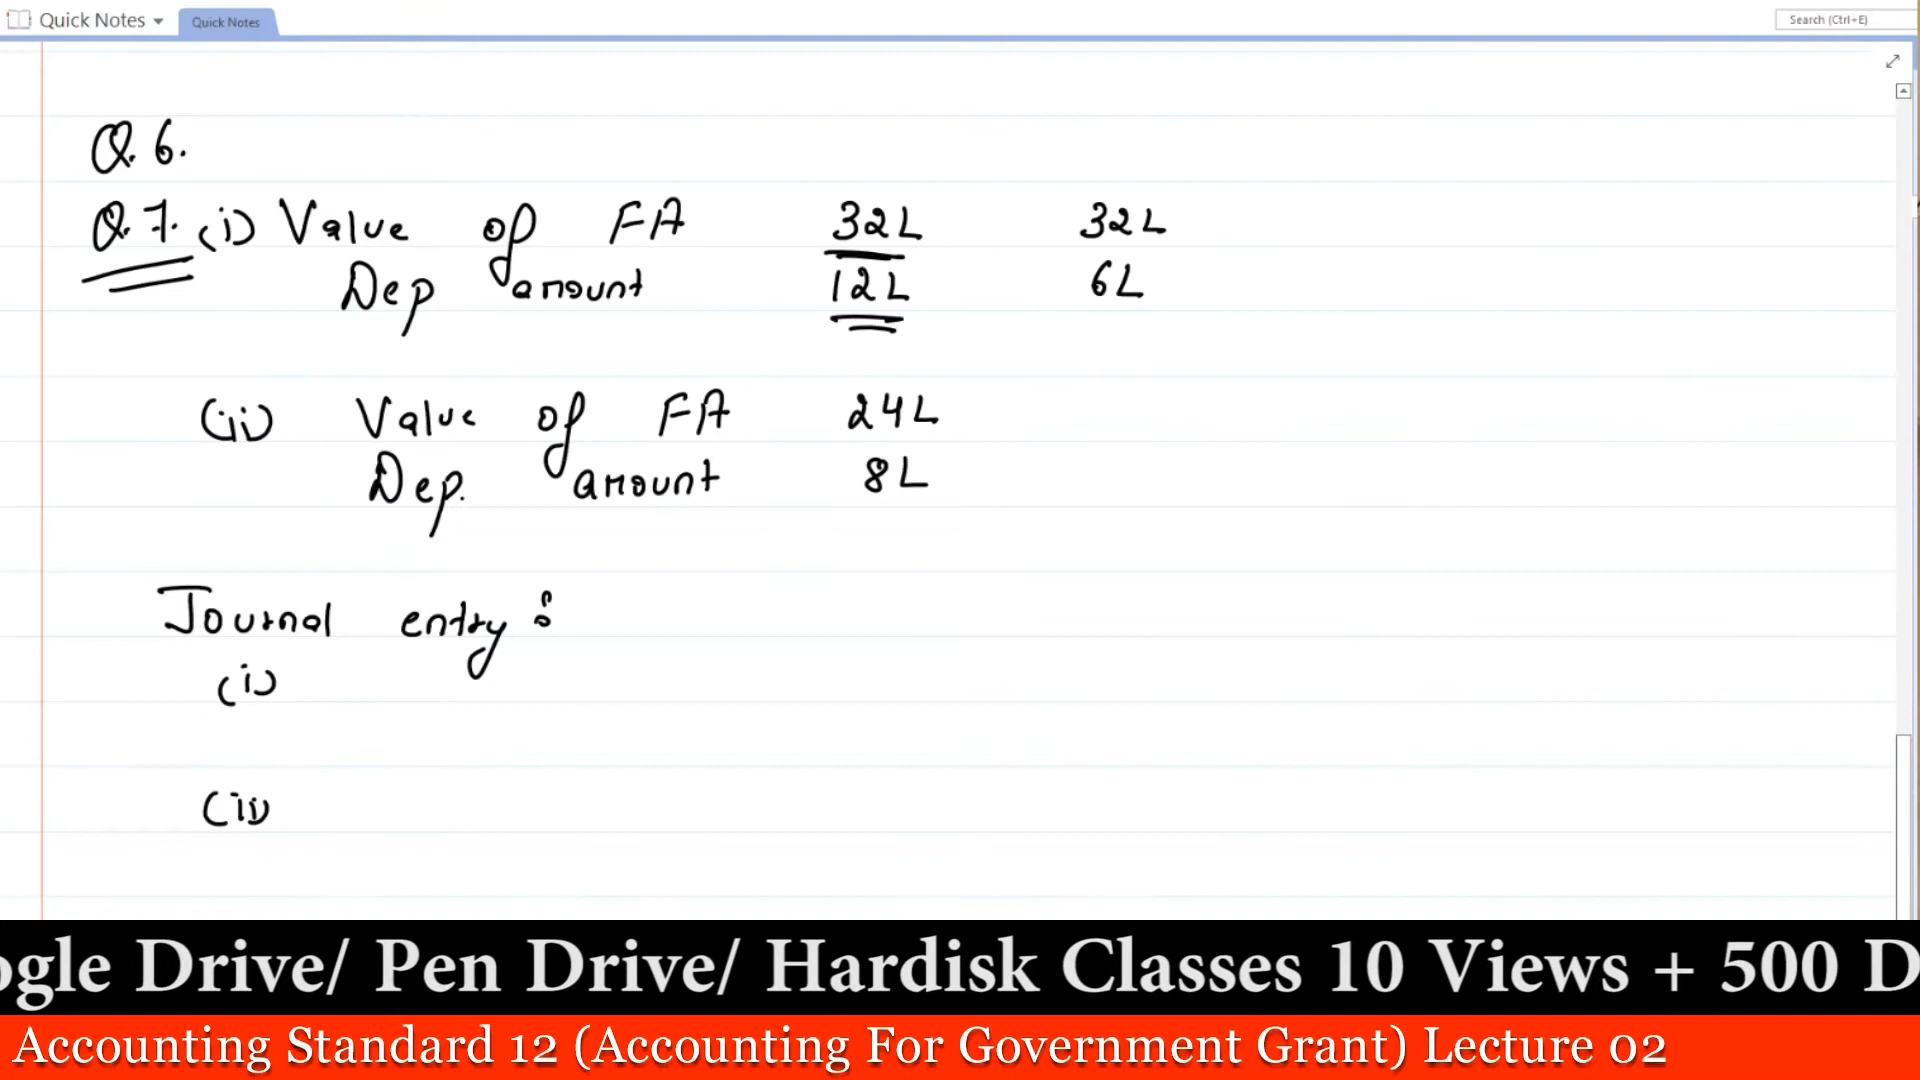 Quick Notes
Quick Notes
Search (Ctrl+E)
Q. 6.
Q. 7. (i) Value of FA 32L 32L
Dep amount 12L 6L
(ii) Value of FA 24L
Dep. amount 8L
Journal entry :
(i)
(ii)
ogle Drive/ Pen Drive/ Hardisk Classes 10 Views + 500 D
Accounting Standard 12 (Accounting For Government Grant) Lecture 02